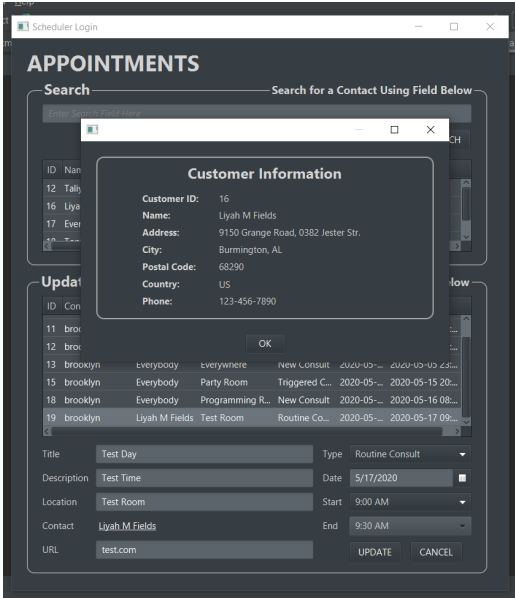 Help
Scheduler Login
APPOINTMENTS
Search
Search for a Contact Using Field Below
Enter Search Field Here
CH
ID Nam
12 Taliy
16 Liya
17 Ever
Customer Information
Customer ID: 16
Name: Liyah M Fields
Address: 9150 Grange Road, 0382 Jester Str.
City: Burmington, AL
Postal Code: 68290
Country: US
Phone: 123-456-7890
OK
Updat
low
ID Con
11 broo
12 broo
13 brooklyn Everybody Everywhere New Consult 2020-05-... 2020-05-05 23:...
15 brooklyn Everybody Party Room Triggered C... 2020-05-... 2020-05-15 20:...
18 brooklyn Everybody Programming R... New Consult 2020-05-... 2020-05-16 08:...
19 brooklyn Liyah M Fields Test Room Routine Co... 2020-05-... 2020-05-17 09:...
Title Test Day Type Routine Consult
Description Test Time Date 5/17/2020
Location Test Room Start 9:00 AM
Contact Liyah M Fields End 9:30 AM
URL test.com UPDATE CANCEL